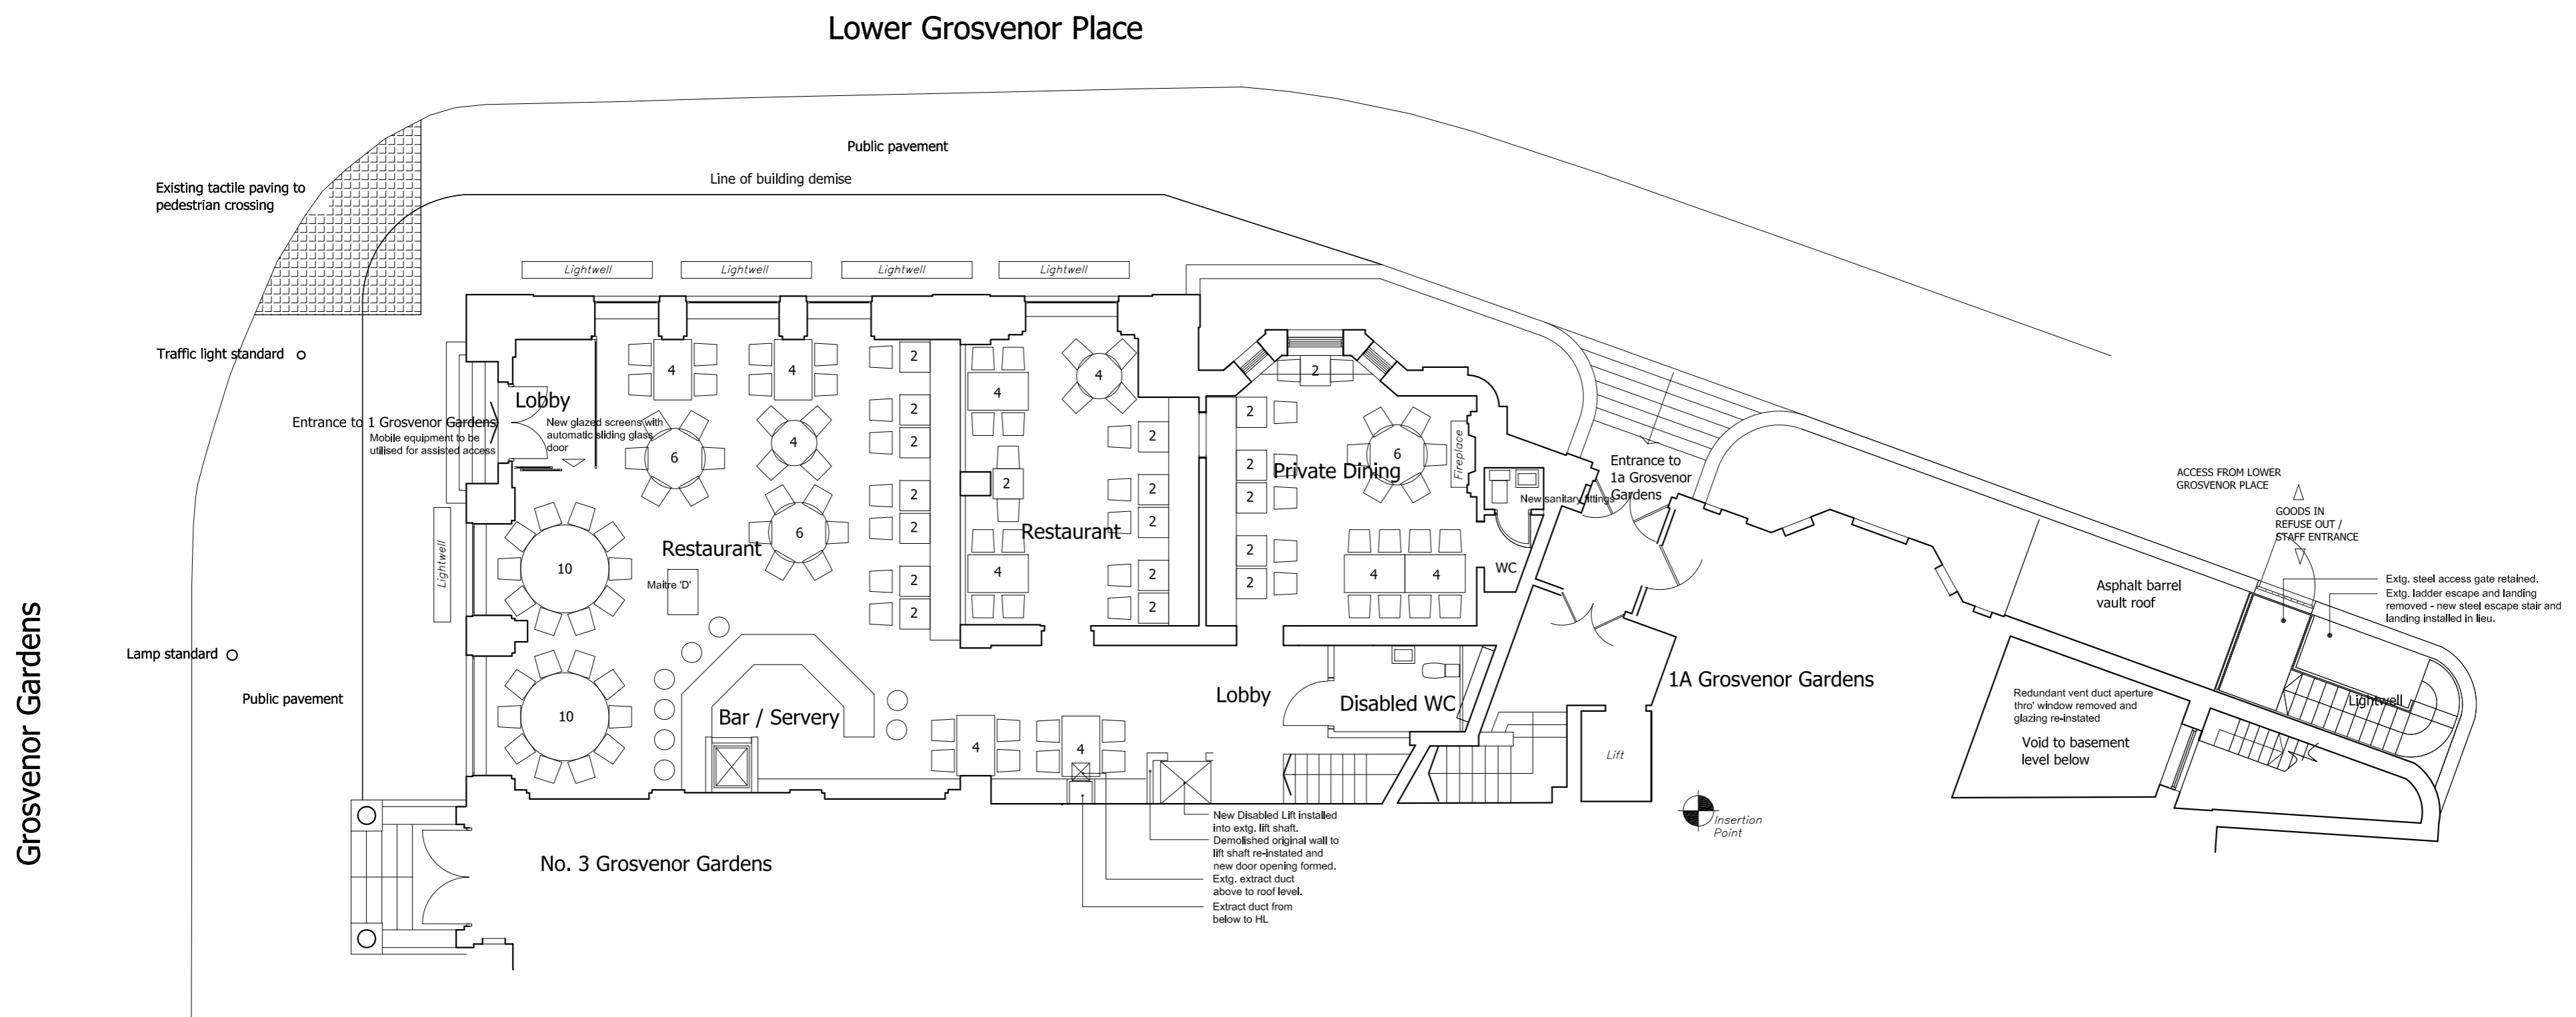 Lower Grosvenor Place
Public pavement
Line of building demise
Existing tactile paving to
pedestrian crossing
Lightwell
Lightwell
Lightwell
Lightwell
Traffic light standard
Lobby
Entrance to 1 Grosvenor Gardens
Mobile equipment to be
utilised for assisted access
New glazed screens with
automatic sliding glass
door
4
4
2
2
2
2
2
2
2
6
4
6
10
10
Restaurant
Maitre 'D'
Lightwell
Lamp standard
Public pavement
Grosvenor Gardens
Bar / Servery
4
4
4
4
2
4
Restaurant
2
2
2
2
2
2
2
2
2
2
2
Private Dining
6
Fireplace
4
4
WC
New sanitary fittings
Entrance to
1a Grosvenor
Gardens
Lobby
Disabled WC
1A Grosvenor Gardens
Lift
Insertion
Point
No. 3 Grosvenor Gardens
New Disabled Lift installed
into extg. lift shaft.
Demolished original wall to
lift shaft re-instated and
new door opening formed.
Extg. extract duct
above to roof level.
Extract duct from
below to HL
ACCESS FROM LOWER
GROSVENOR PLACE
GOODS IN
REFUSE OUT /
STAFF ENTRANCE
Asphalt barrel
vault roof
Extg. steel access gate retained.
Extg. ladder escape and landing
removed - new steel escape stair and
landing installed in lieu.
Redundant vent duct aperture
thro' window removed and
glazing re-instated
Void to basement
level below
Lightwell